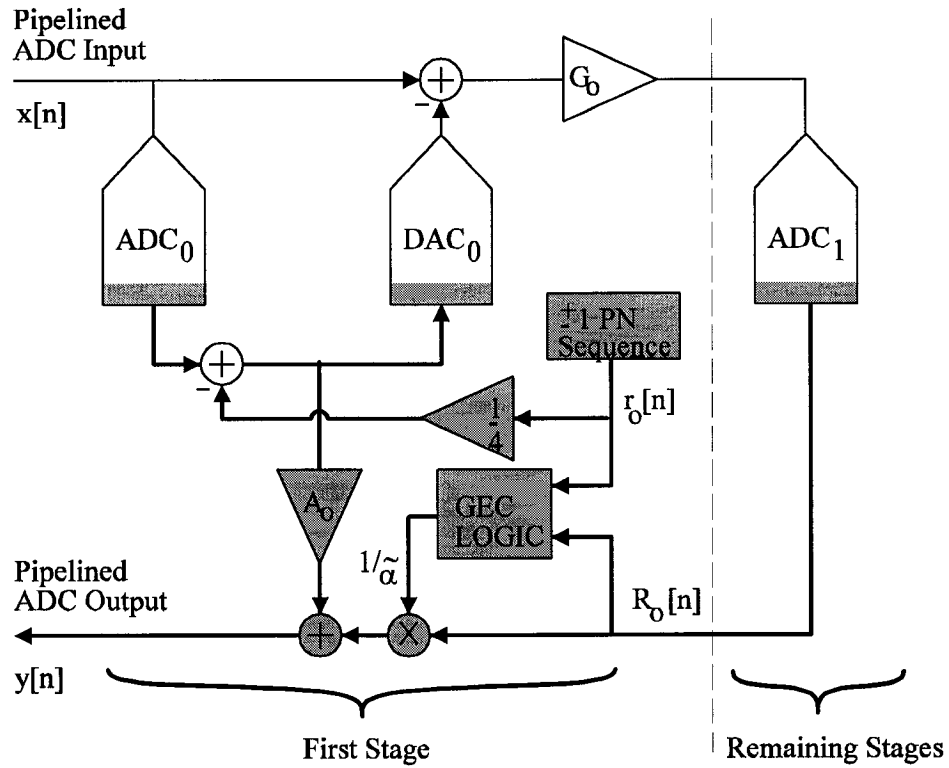 Pipelined
ADC Input
x[n]
+
-
G₀
ADC₀
DAC₀
ADC₁
±1-PN
Sequence
+
-
r₀[n]
1/4
A₀
GEC
LOGIC
1/α̃
Pipelined
ADC Output
R₀[n]
+
X
y[n]
First Stage
Remaining Stages